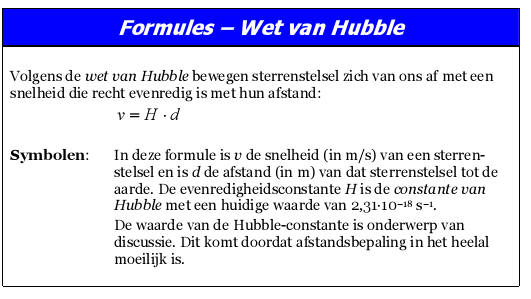 Formules – Wet van Hubble
Volgens de wet van Hubble bewegen sterrenstelsel zich van ons af met een
snelheid die recht evenredig is met hun afstand:
v = H · d
Symbolen: In deze formule is v de snelheid (in m/s) van een sterren-
stelsel en is d de afstand (in m) van dat sterrenstelsel tot de
aarde. De evenredigheidsconstante H is de constante van
Hubble met een huidige waarde van 2,31·10⁻¹⁸ s⁻¹.
De waarde van de Hubble-constante is onderwerp van
discussie. Dit komt doordat afstandsbepaling in het heelal
moeilijk is.